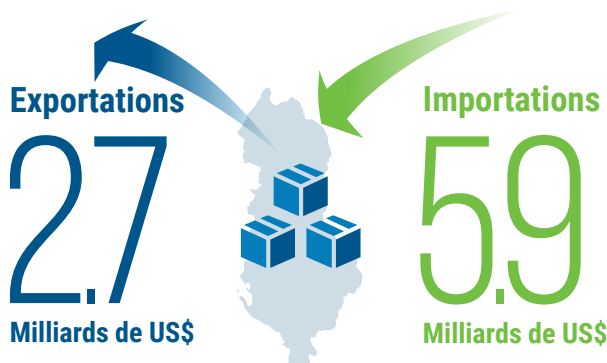 Exportations
2.7
Milliards de US$
Importations
5.9
Milliards de US$